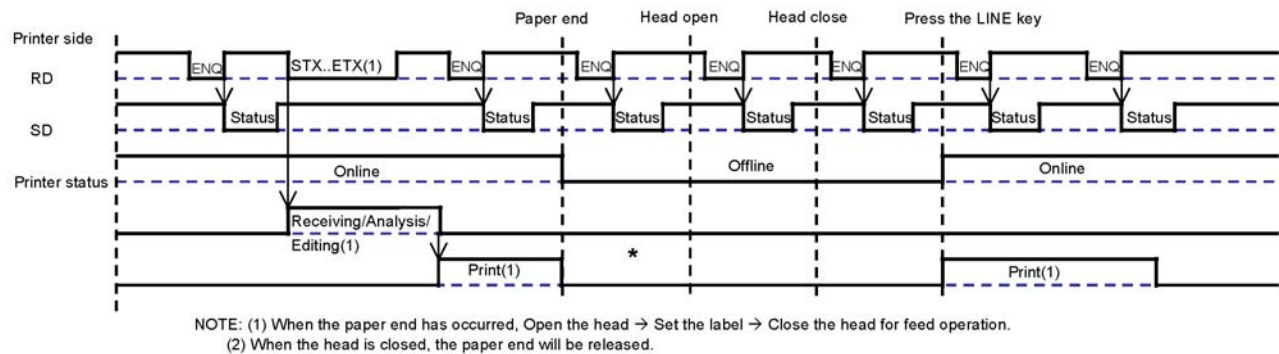 Paper end Head open Head close Press the LINE key
Printer side
ENQ STX..ETX(1) ENQ ENQ ENQ ENQ ENQ ENQ
RD
Status Status Status Status Status Status Status
SD
Online Offline Online
Printer status
Receiving/Analysis/
Editing(1)
*
Print(1) Print(1)
NOTE: (1) When the paper end has occurred, Open the head → Set the label → Close the head for feed operation.
(2) When the head is closed, the paper end will be released.